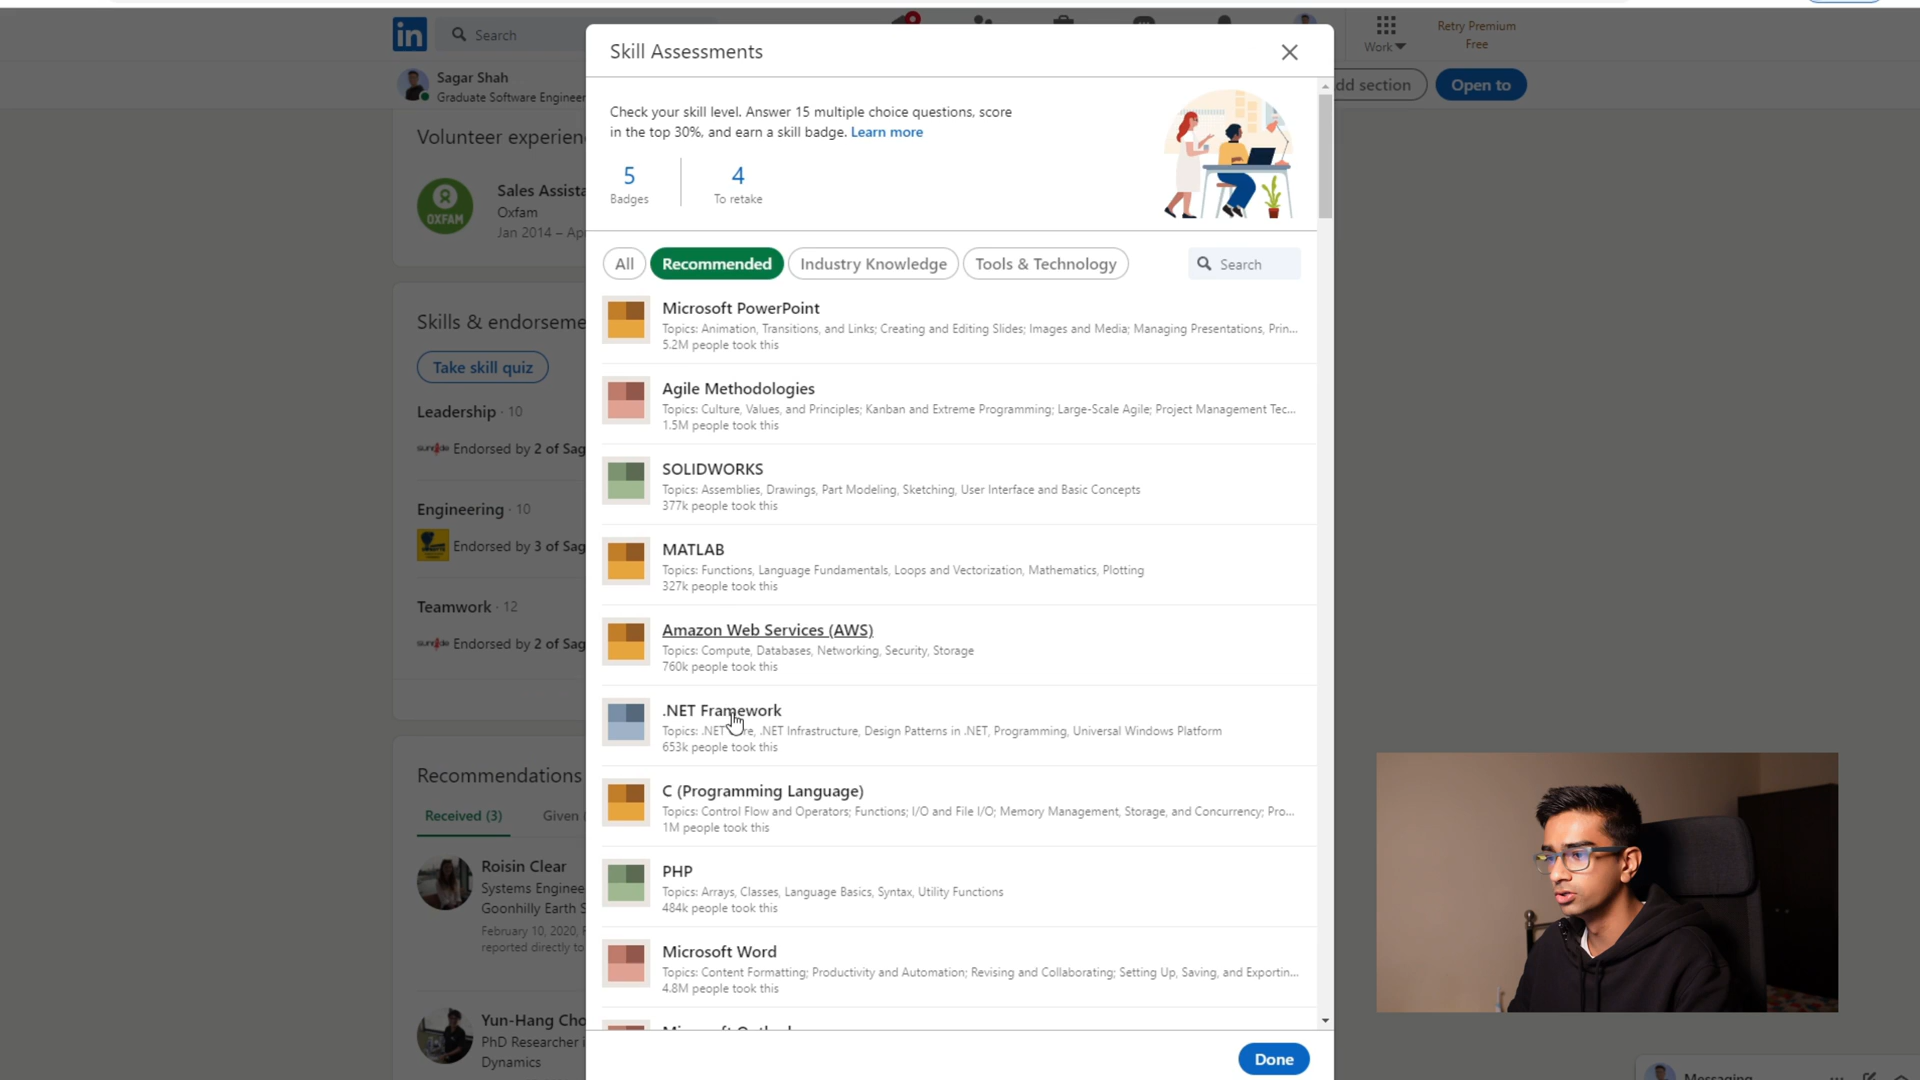 in
Search
Work
Retry Premium
Free
Sagar Shah
Graduate Software Engineer
dd section
Open to
Skill Assessments
Check your skill level. Answer 15 multiple choice questions, score
in the top 30%, and earn a skill badge. Learn more
5
Badges
4
To retake
All
Recommended
Industry Knowledge
Tools & Technology
Search
Microsoft PowerPoint
Topics: Animation, Transitions, and Links; Creating and Editing Slides; Images and Media; Managing Presentations, Prin...
5.2M people took this
Agile Methodologies
Topics: Culture, Values, and Principles; Kanban and Extreme Programming; Large-Scale Agile; Project Management Tec...
1.5M people took this
SOLIDWORKS
Topics: Assemblies, Drawings, Part Modeling, Sketching, User Interface and Basic Concepts
377k people took this
MATLAB
Topics: Functions, Language Fundamentals, Loops and Vectorization, Mathematics, Plotting
327k people took this
Amazon Web Services (AWS)
Topics: Compute, Databases, Networking, Security, Storage
760k people took this
.NET Framework
Topics: .NET re, .NET Infrastructure, Design Patterns in .NET, Programming, Universal Windows Platform
653k people took this
C (Programming Language)
Topics: Control Flow and Operators; Functions; I/O and File I/O; Memory Management, Storage, and Concurrency; Pro...
1M people took this
PHP
Topics: Arrays, Classes, Language Basics, Syntax, Utility Functions
484k people took this
Microsoft Word
Topics: Content Formatting; Productivity and Automation; Revising and Collaborating; Setting Up, Saving, and Exportin...
4.8M people took this
Done
Volunteer experien
OXFAM
Sales Assista
Oxfam
Jan 2014 – Ap
Skills & endorseme
Take skill quiz
Leadership · 10
Endorsed by 2 of Sag
Engineering · 10
Endorsed by 3 of Sag
Teamwork · 12
Endorsed by 2 of Sag
Recommendations
Received (3)
Given
Roisin Clear
Systems Enginee
Goonhilly Earth S
February 10, 2020, 
reported directly to
Yun-Hang Cho
PhD Researcher i
Dynamics
Messaging